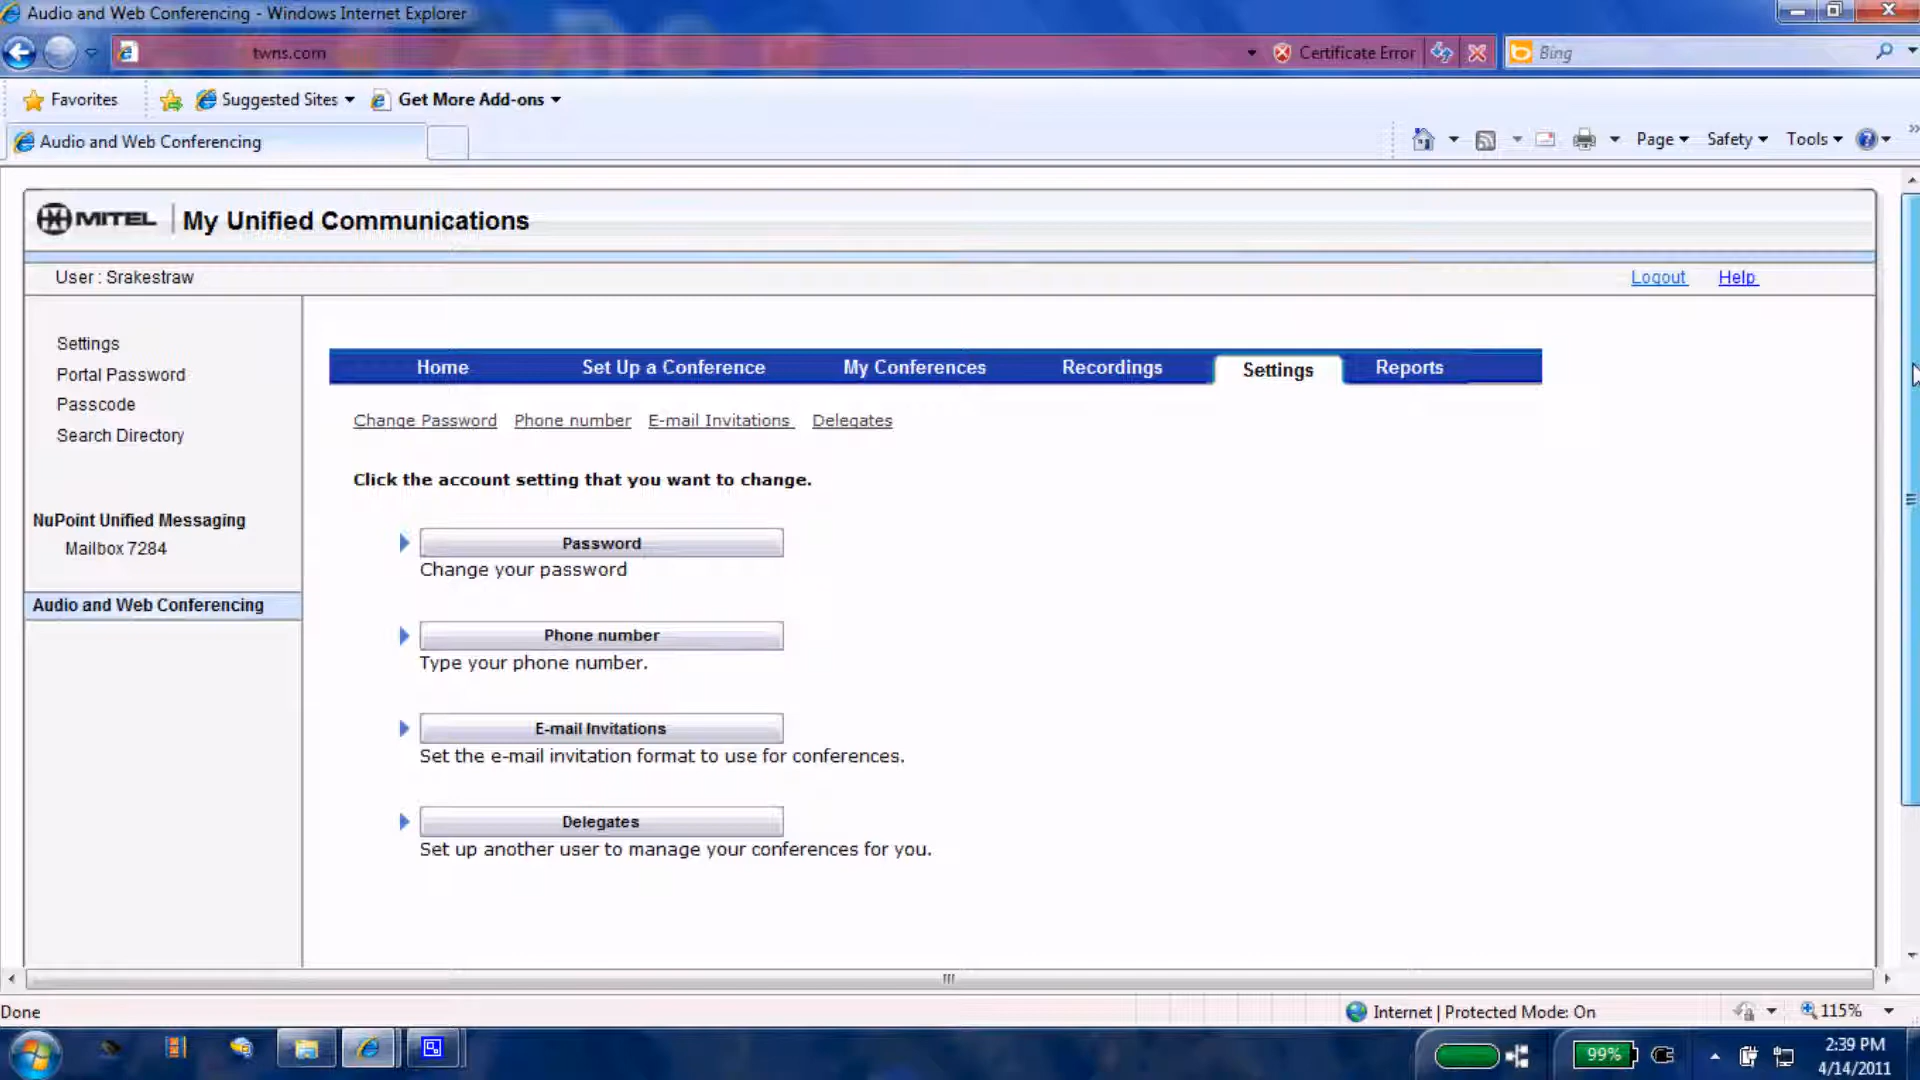 Audio and Web Conferencing - Windows Internet Explorer
twns.com
Certificate Error
Bing
Favorites
Suggested Sites
Get More Add-ons
Audio and Web Conferencing
Page
Safety
Tools
MITEL | My Unified Communications
User : Srakestraw
Logout
Help
Settings
Portal Password
Passcode
Search Directory
NuPoint Unified Messaging
Mailbox 7284
Audio and Web Conferencing
Home
Set Up a Conference
My Conferences
Recordings
Settings
Reports
Change Password
Phone number
E-mail Invitations
Delegates
Click the account setting that you want to change.
Password
Change your password
Phone number
Type your phone number.
E-mail Invitations
Set the e-mail invitation format to use for conferences.
Delegates
Set up another user to manage your conferences for you.
Done
Internet | Protected Mode: On
115%
99%
2:39 PM
4/14/2011